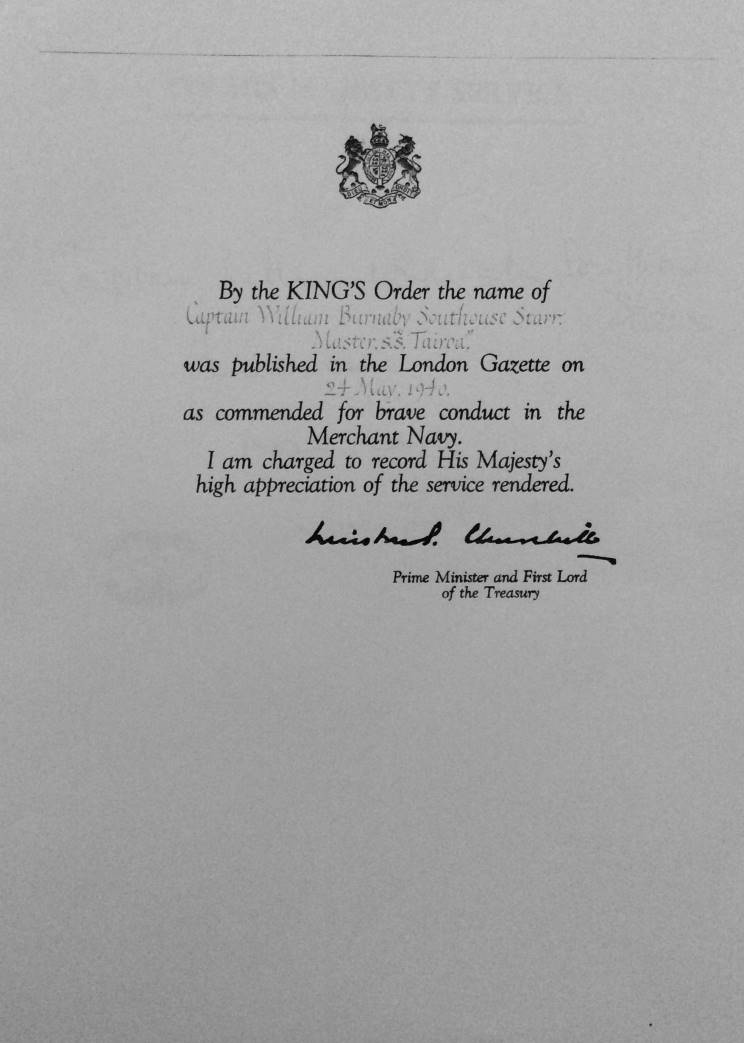 By the KING'S Order the name of
Captain William Burnaby Southouse Starr,
Master, s.s. "Tairea,"
was published in the London Gazette on
24 May, 1940,
as commended for brave conduct in the
Merchant Navy.
I am charged to record His Majesty's
high appreciation of the service rendered.
Winston S. Churchill
Prime Minister and First Lord
of the Treasury